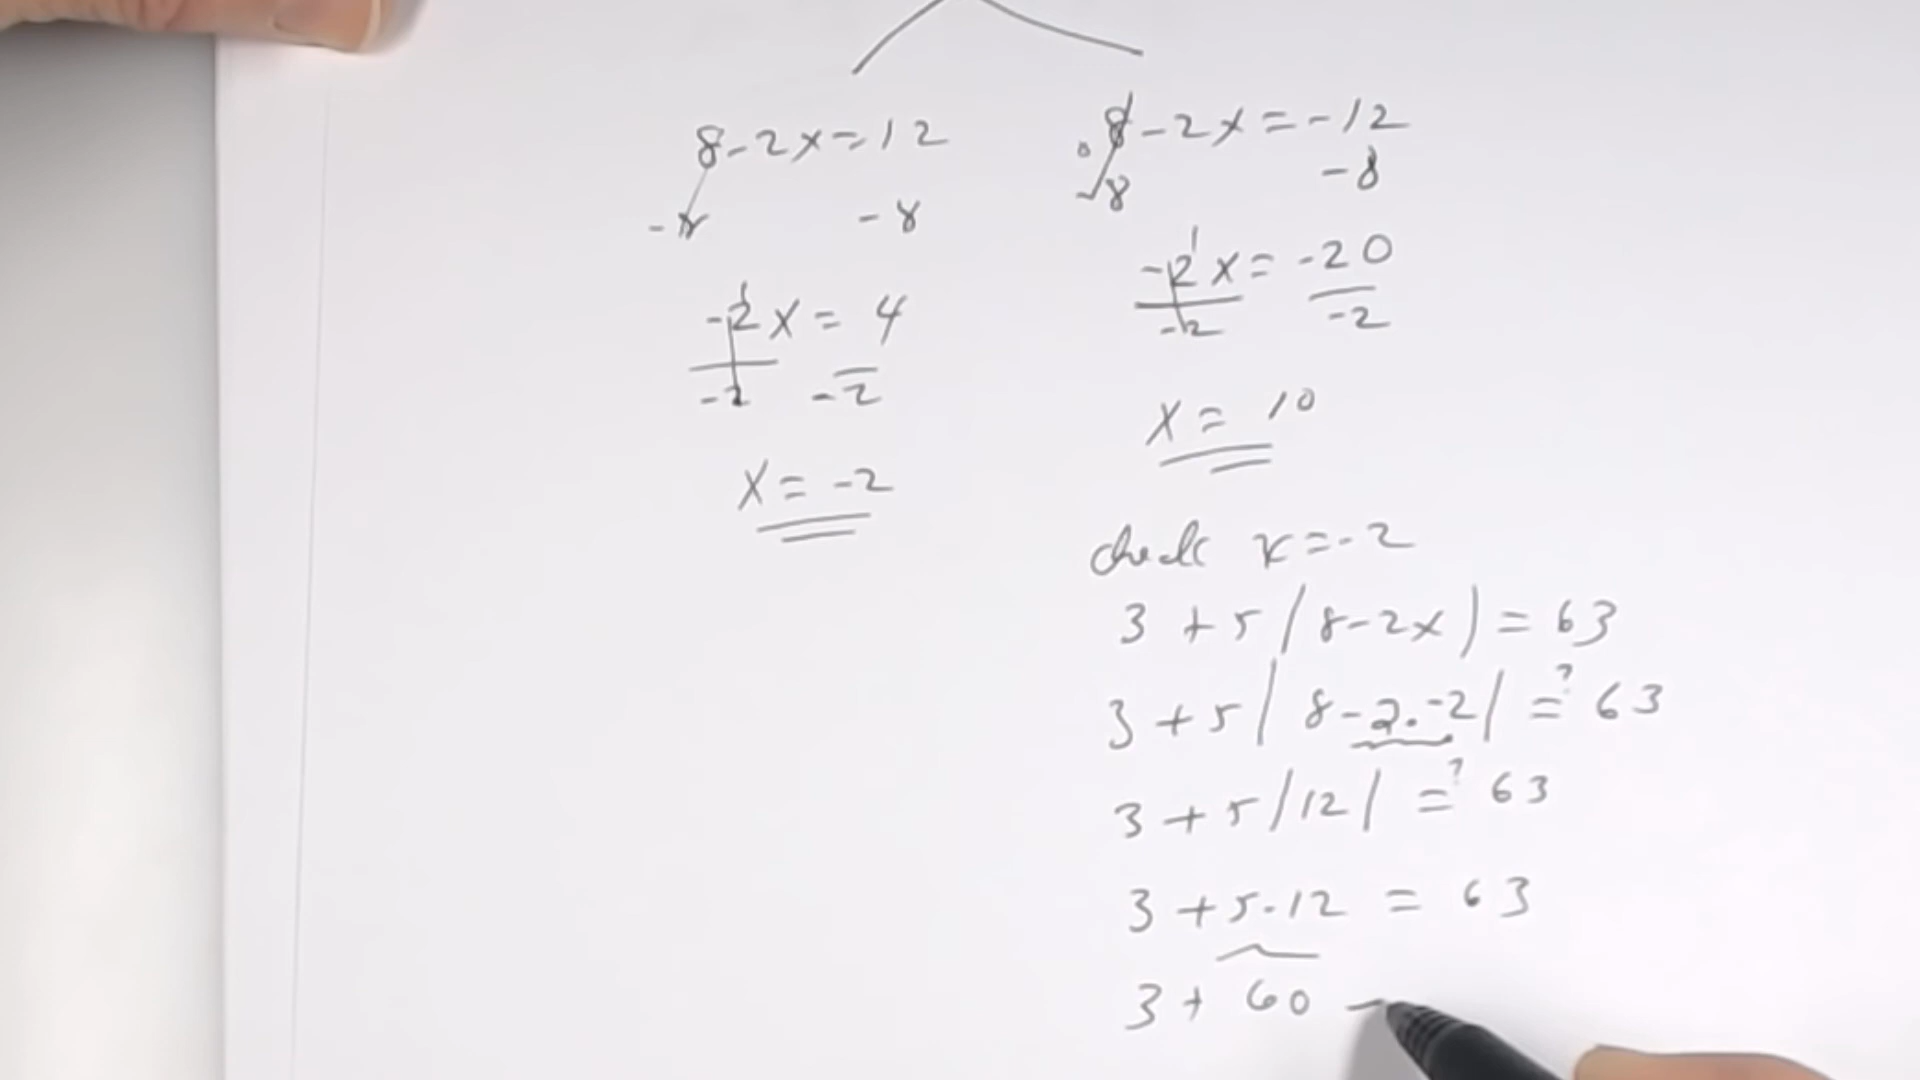 8-2x=12
-8 -8
-2x = 4
-2 -2
x = -2
8-2x=-12
-8 -8
-2x = -20
-2 -2
x = 10
check x=-2
3 + 5|8-2x| = 63
3 + 5|8-2·-2| =? 63
3 + 5|12| =? 63
3 + 5·12 = 63
3 + 60